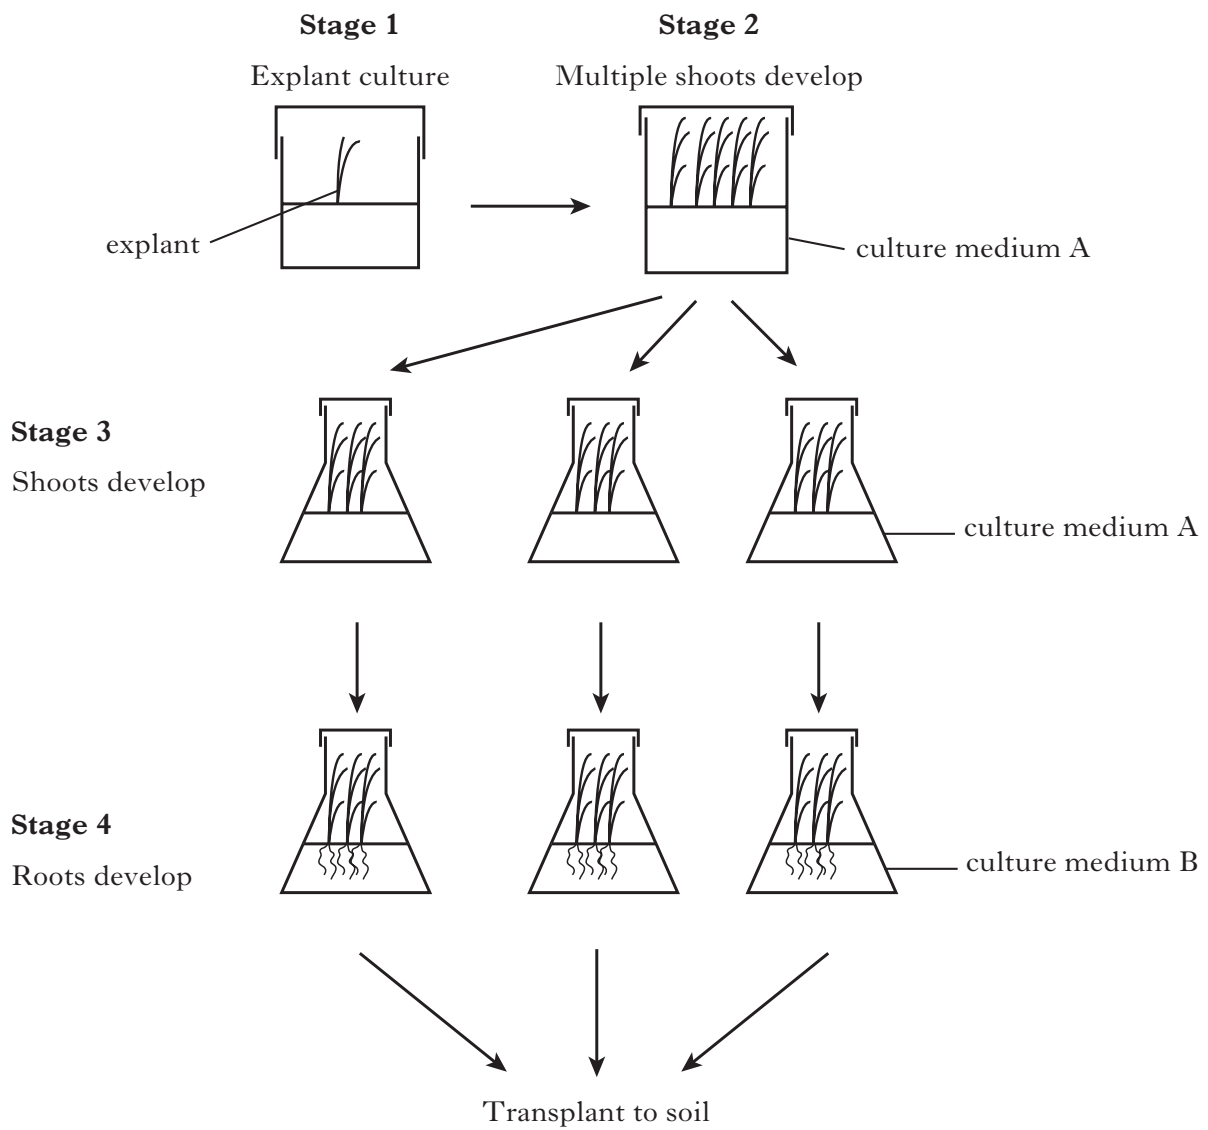 Stage 1
Stage 2
Explant culture
Multiple shoots develop
explant
culture medium A
Stage 3
Shoots develop
culture medium A
Stage 4
Roots develop
culture medium B
Transplant to soil